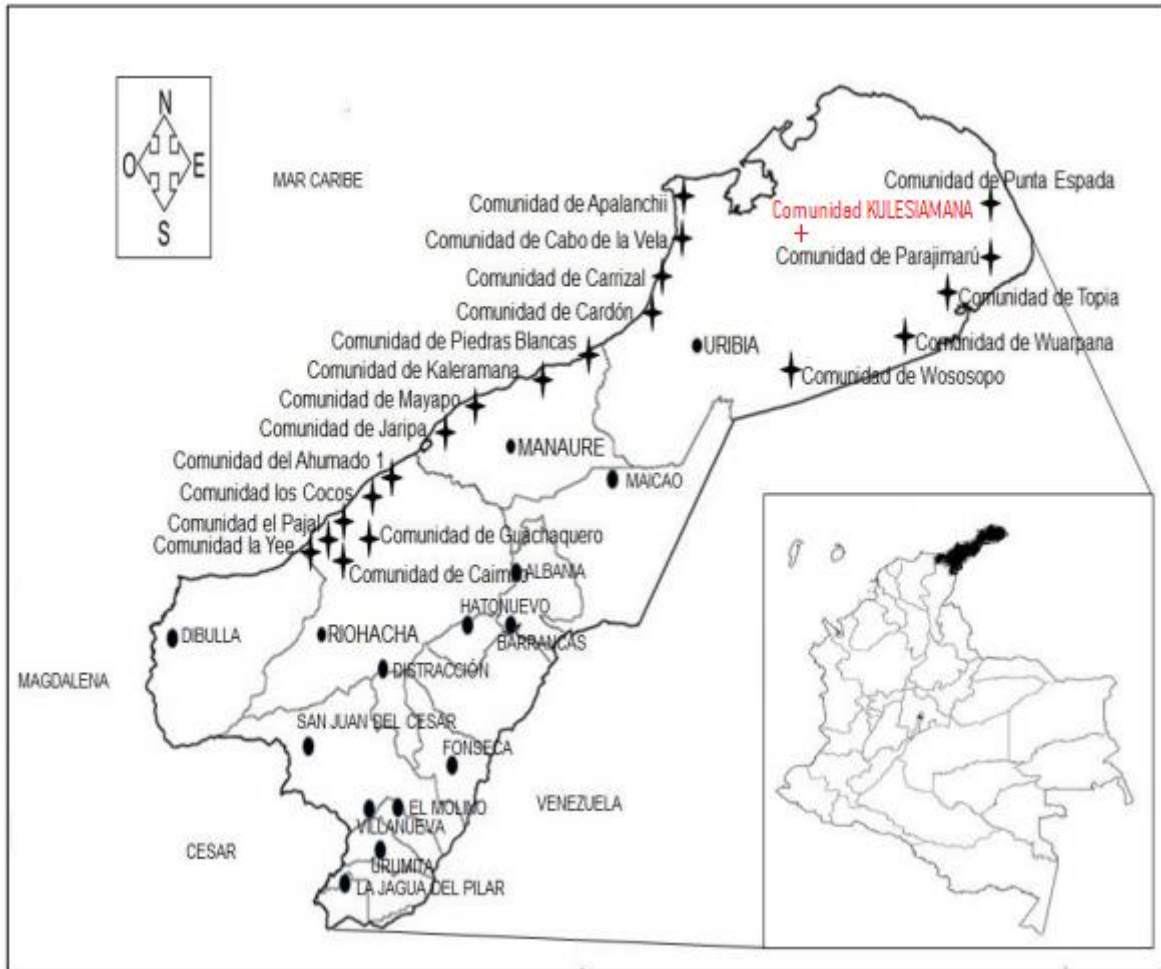 N
O E
S
MAR CARIBE
Comunidad de Punta Espada
Comunidad de Apalanchii
Comunidad KULESIAMANA
Comunidad de Cabo de la Vela
Comunidad de Parajimarú
Comunidad de Carrizal
Comunidad de Topia
Comunidad de Cardón
Comunidad de Piedras Blancas
Comunidad de Wuarpana
URIBIA
Comunidad de Kaleramana
Comunidad de Wososopo
Comunidad de Mayapo
Comunidad de Jaripa
MANAURE
Comunidad del Ahumado 1
MAICAO
Comunidad los Cocos
Comunidad el Pajal
Comunidad de Guachaquero
Comunidad la Yee
Comunidad de Caimito
ALBANIA
HATONUEVO
DIBULLA
RIOHACHA
BARRANCAS
DISTRACCIÓN
MAGDALENA
SAN JUAN DEL CESAR
FONSECA
VENEZUELA
EL MOLINO
VILLANUEVA
CESAR
URUMITA
LA JAGUA DEL PILAR